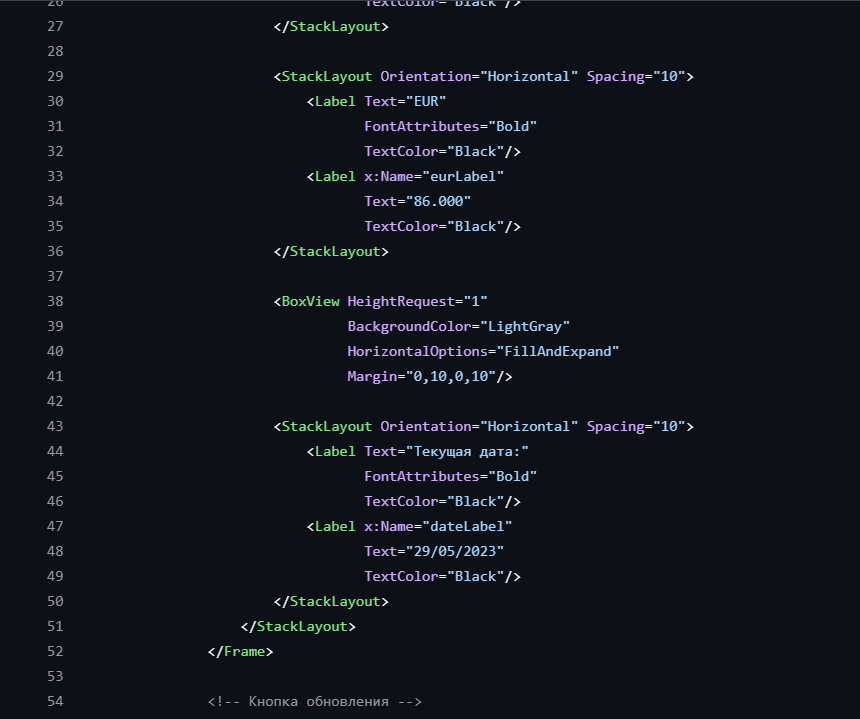 26 TextColor="Black"/>
27 </StackLayout>
28
29 <StackLayout Orientation="Horizontal" Spacing="10">
30 <Label Text="EUR"
31 FontAttributes="Bold"
32 TextColor="Black"/>
33 <Label x:Name="eurLabel"
34 Text="86.000"
35 TextColor="Black"/>
36 </StackLayout>
37
38 <BoxView HeightRequest="1"
39 BackgroundColor="LightGray"
40 HorizontalOptions="FillAndExpand"
41 Margin="0,10,0,10"/>
42
43 <StackLayout Orientation="Horizontal" Spacing="10">
44 <Label Text="Текущая дата:"
45 FontAttributes="Bold"
46 TextColor="Black"/>
47 <Label x:Name="dateLabel"
48 Text="29/05/2023"
49 TextColor="Black"/>
50 </StackLayout>
51 </StackLayout>
52 </Frame>
53
54 <!-- Кнопка обновления -->